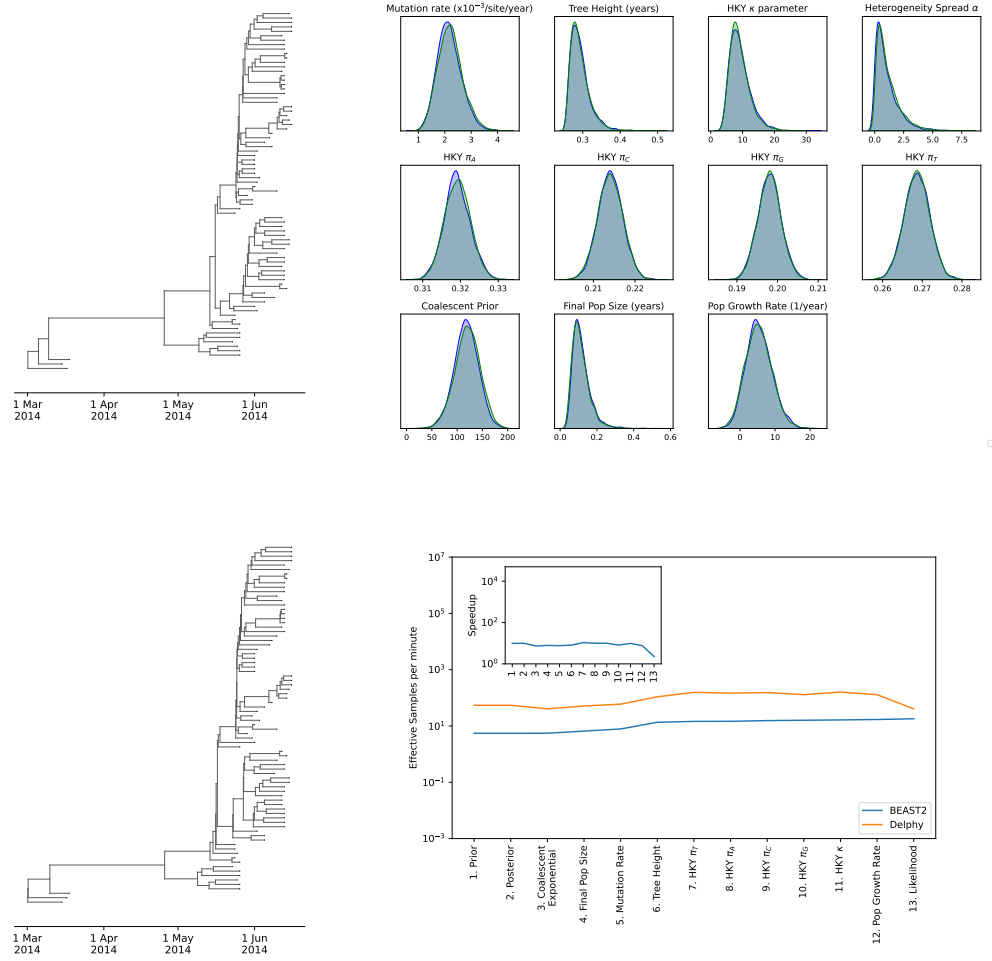 1 Mar
2014
1 Apr
2014
1 May
2014
1 Jun
2014
Mutation rate (x10⁻³/site/year)
1 2 3 4
Tree Height (years)
0.3 0.4 0.5
HKY κ parameter
0 10 20 30
Heterogeneity Spread α
0.0 2.5 5.0 7.5
HKY π_A
0.31 0.32 0.33
HKY π_C
0.21 0.22
HKY π_G
0.19 0.20 0.21
HKY π_T
0.26 0.27 0.28
Coalescent Prior
0 50 100 150 200
Final Pop Size (years)
0.0 0.2 0.4 0.6
Pop Growth Rate (1/year)
0 10 20
1 Mar
2014
1 Apr
2014
1 May
2014
1 Jun
2014
Effective Samples per minute
10⁷
10⁵
10³
10¹
10⁻¹
10⁻³
Speedup
10⁴
10²
10⁰
1 2 3 4 5 6 7 8 9 10 11 12 13
BEAST2
Delphy
1. Prior
2. Posterior
3. Coalescent
Exponential
4. Final Pop Size
5. Mutation Rate
6. Tree Height
7. HKY π_T
8. HKY π_A
9. HKY π_C
10. HKY π_G
11. HKY κ
12. Pop Growth Rate
13. Likelihood